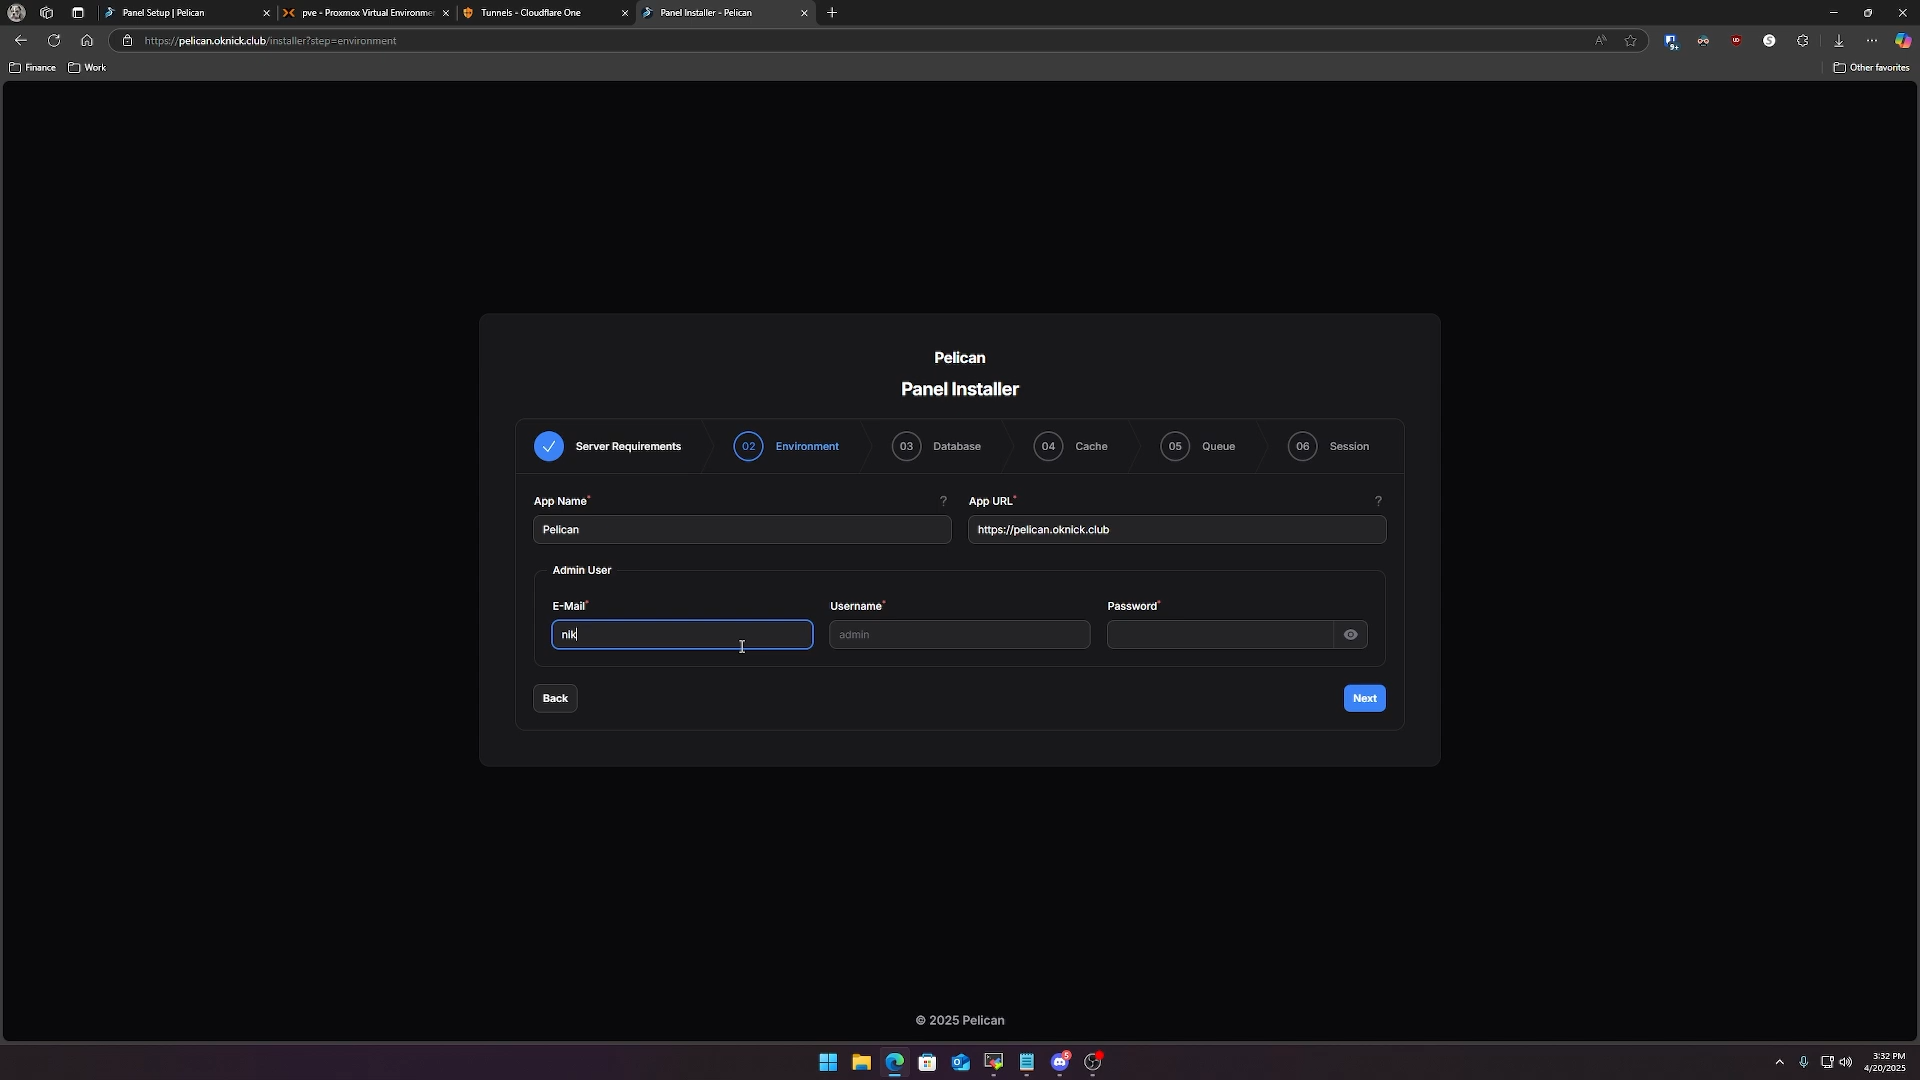 Panel Setup | Pelican
pve - Proxmox Virtual Environme
Tunnels - Cloudflare One
Panel Installer - Pelican
https://pelican.oknick.club/installer?step=environment
Finance
Work
Other favorites
Pelican
Panel Installer
Server Requirements
02 Environment
03 Database
04 Cache
05 Queue
06 Session
App Name* ?
App URL* ?
Pelican
https://pelican.oknick.club
Admin User
E-Mail*
Username*
Password*
nik
admin
Back
Next
© 2025 Pelican
3:32 PM
4/20/2025